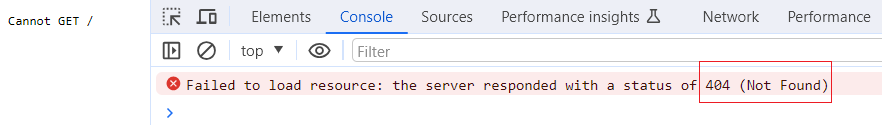 Cannot GET /
Elements Console Sources Performance insights Network Performance
top Filter
Failed to load resource: the server responded with a status of 404 (Not Found)